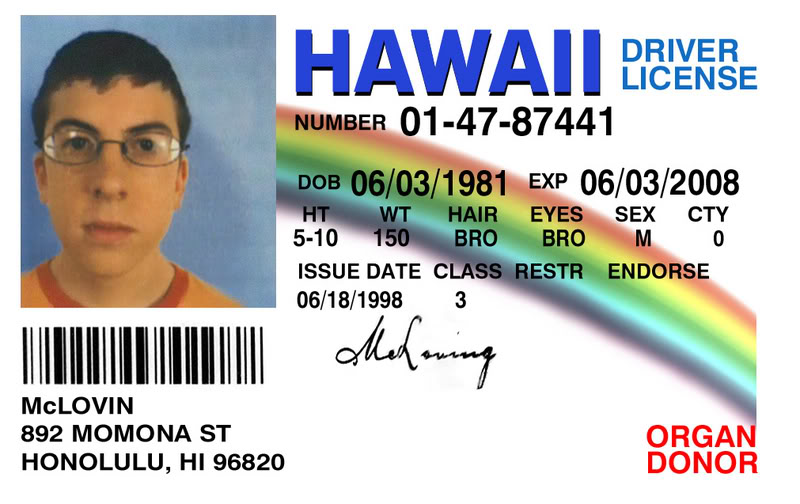 HAWAII
DRIVER
LICENSE
NUMBER 01-47-87441
DOB 06/03/1981 EXP 06/03/2008
HT WT HAIR EYES SEX CTY
5-10 150 BRO BRO M 0
ISSUE DATE CLASS RESTR ENDORSE
06/18/1998 3
McLoving
McLOVIN
892 MOMONA ST
HONOLULU, HI 96820
ORGAN
DONOR